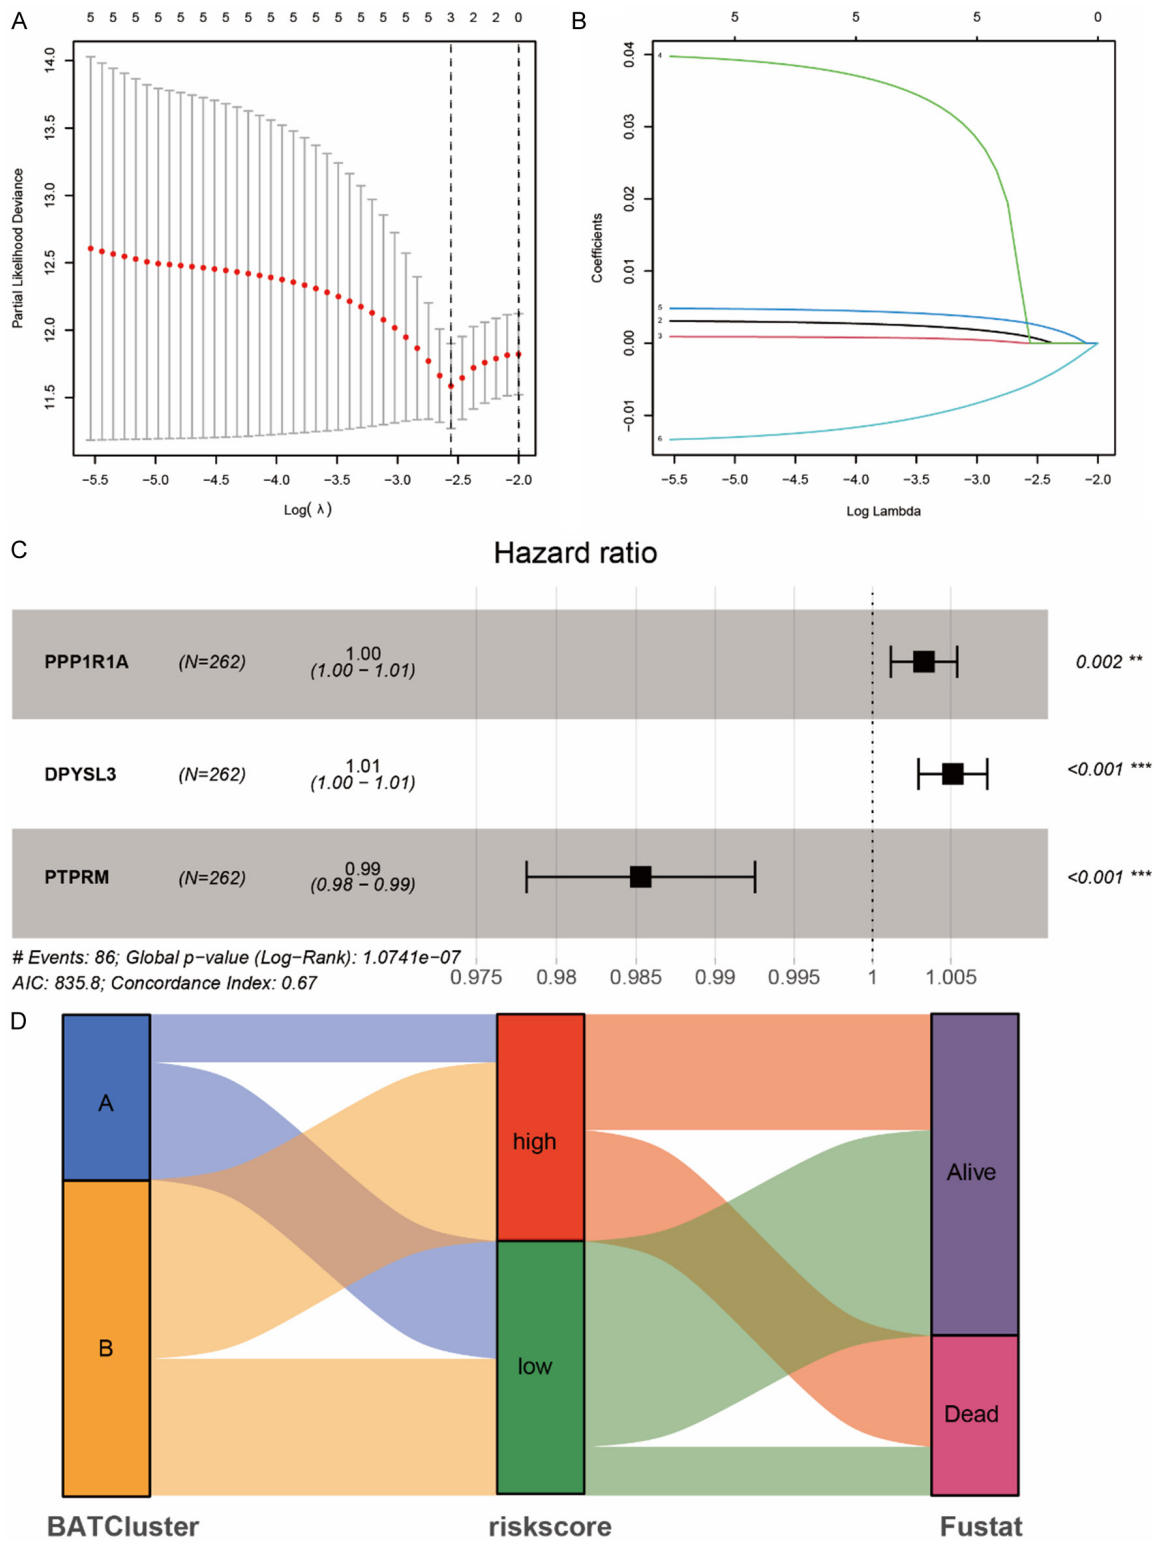 A
5 5 5 5 5 5 5 5 5 5 5 5 5 5 5 5 3 2 2 0
14.0
13.5
13.0
12.5
12.0
11.5
Partial Likelihood Deviance
−5.5 −5.0 −4.5 −4.0 −3.5 −3.0 −2.5 −2.0
Log( λ )
B
5 5 5 0
0.04
0.03
0.02
0.01
0.00
−0.01
Coefficients
4
5
2
3
6
−5.5 −5.0 −4.5 −4.0 −3.5 −3.0 −2.5 −2.0
Log Lambda
C
Hazard ratio
PPP1R1A (N=262) 1.00 0.002 **
(1.00 − 1.01)
DPYSL3 (N=262) 1.01 <0.001 ***
(1.00 − 1.01)
PTPRM (N=262) 0.99 <0.001 ***
(0.98 − 0.99)
# Events: 86; Global p−value (Log−Rank): 1.0741e−07
AIC: 835.8; Concordance Index: 0.67
0.975 0.98 0.985 0.99 0.995 1 1.005
D
A
B
high
low
Alive
Dead
BATCluster riskscore Fustat